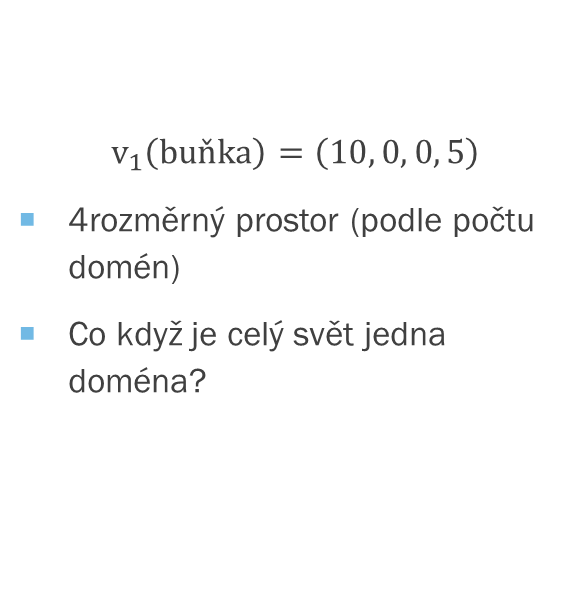 v₁(buňka) = (10, 0, 0, 5)
4rozměrný prostor (podle počtu
domén)
Co když je celý svět jedna
doména?